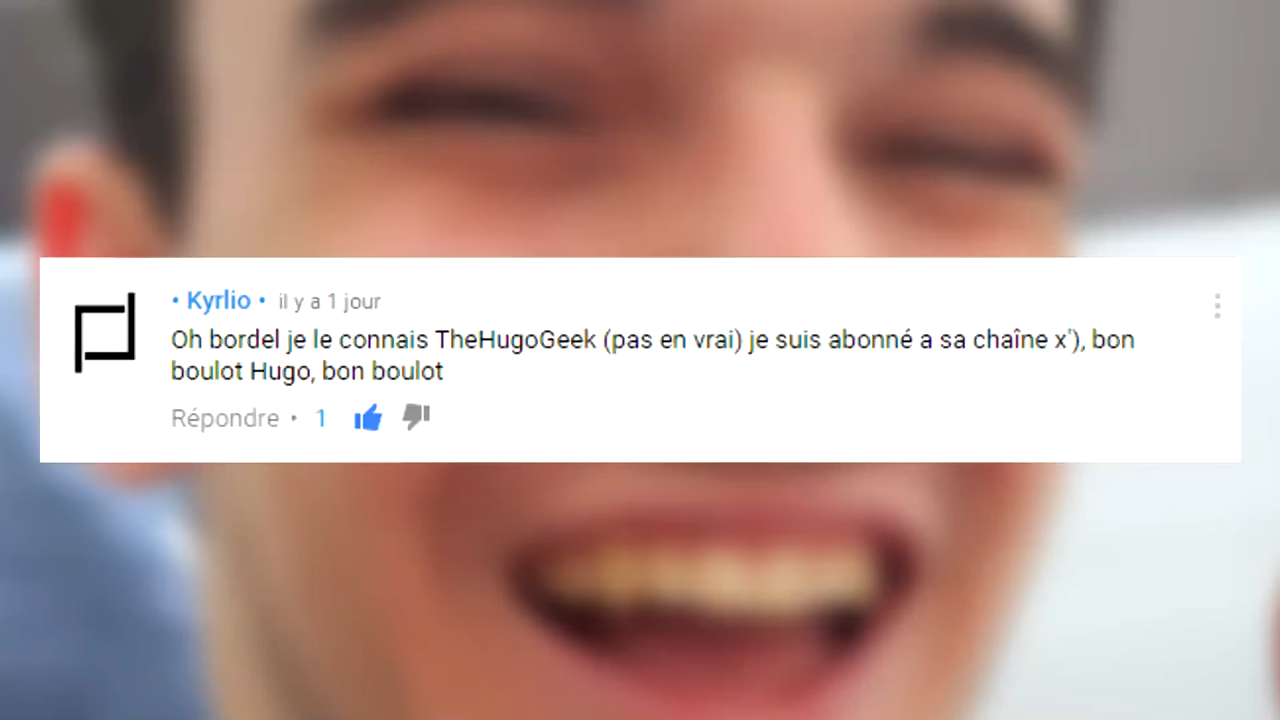 • Kyrlio • il y a 1 jour
Oh bordel je le connais TheHugoGeek (pas en vrai) je suis abonné a sa chaîne x'), bon
boulot Hugo, bon boulot
Répondre • 1